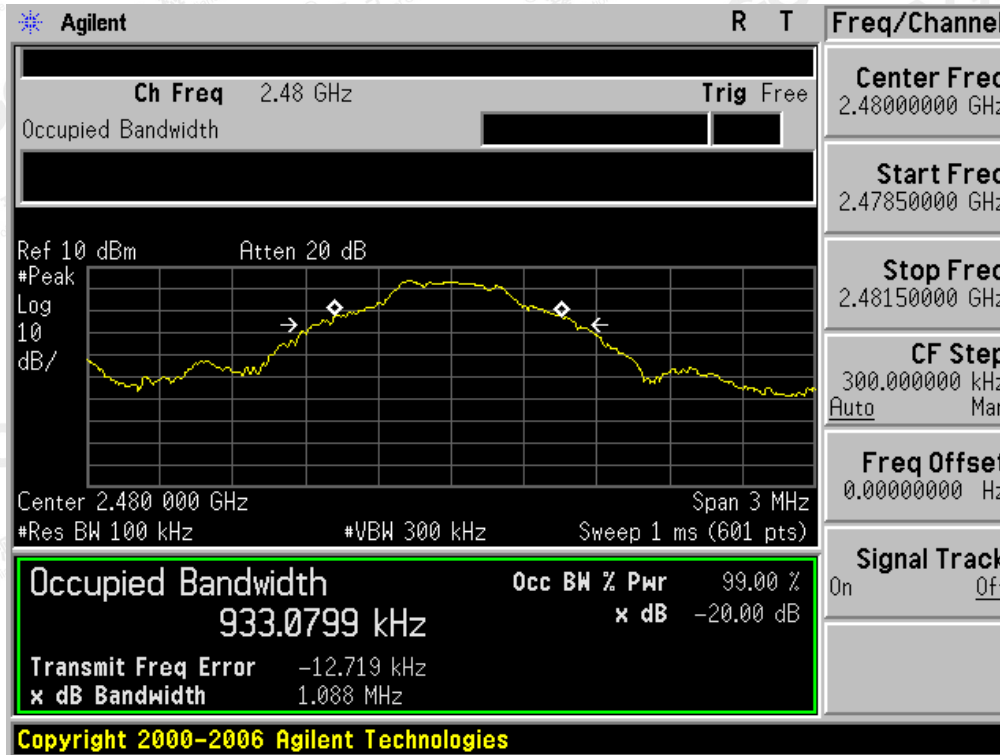 Agilent R T Freq/Channel
Ch Freq 2.48 GHz Trig Free
Occupied Bandwidth
Center Freq
2.48000000 GHz
Start Freq
2.47850000 GHz
Stop Freq
2.48150000 GHz
CF Step
300.000000 kHz
Auto Man
Freq Offset
0.00000000 Hz
Signal Track
On Off
Ref 10 dBm Atten 20 dB
#Peak
Log
10
dB/
Center 2.480 000 GHz Span 3 MHz
#Res BW 100 kHz #VBW 300 kHz Sweep 1 ms (601 pts)
Occupied Bandwidth
933.0799 kHz
Occ BW % Pwr 99.00 %
x dB -20.00 dB
Transmit Freq Error -12.719 kHz
x dB Bandwidth 1.088 MHz
Copyright 2000-2006 Agilent Technologies